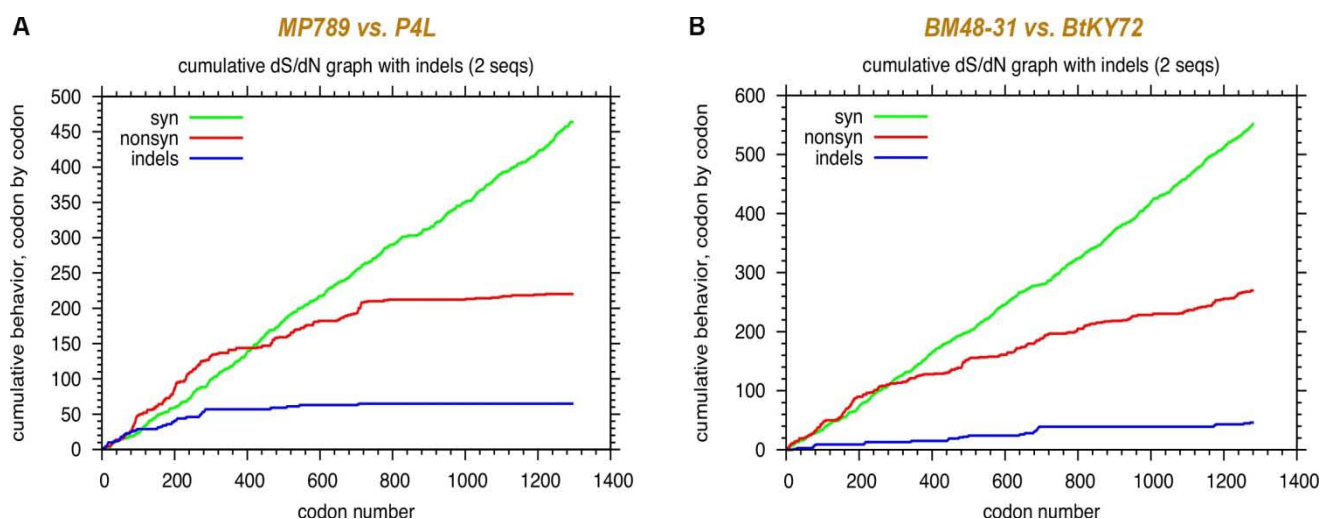 A
MP789 vs. P4L
cumulative dS/dN graph with indels (2 seqs)
cumulative behavior, codon by codon
500
450
400
350
300
250
200
150
100
50
0
syn
nonsyn
indels
0 200 400 600 800 1000 1200 1400
codon number
B
BM48-31 vs. BtKY72
cumulative dS/dN graph with indels (2 seqs)
cumulative behavior, codon by codon
600
500
400
300
200
100
0
syn
nonsyn
indels
0 200 400 600 800 1000 1200 1400
codon number